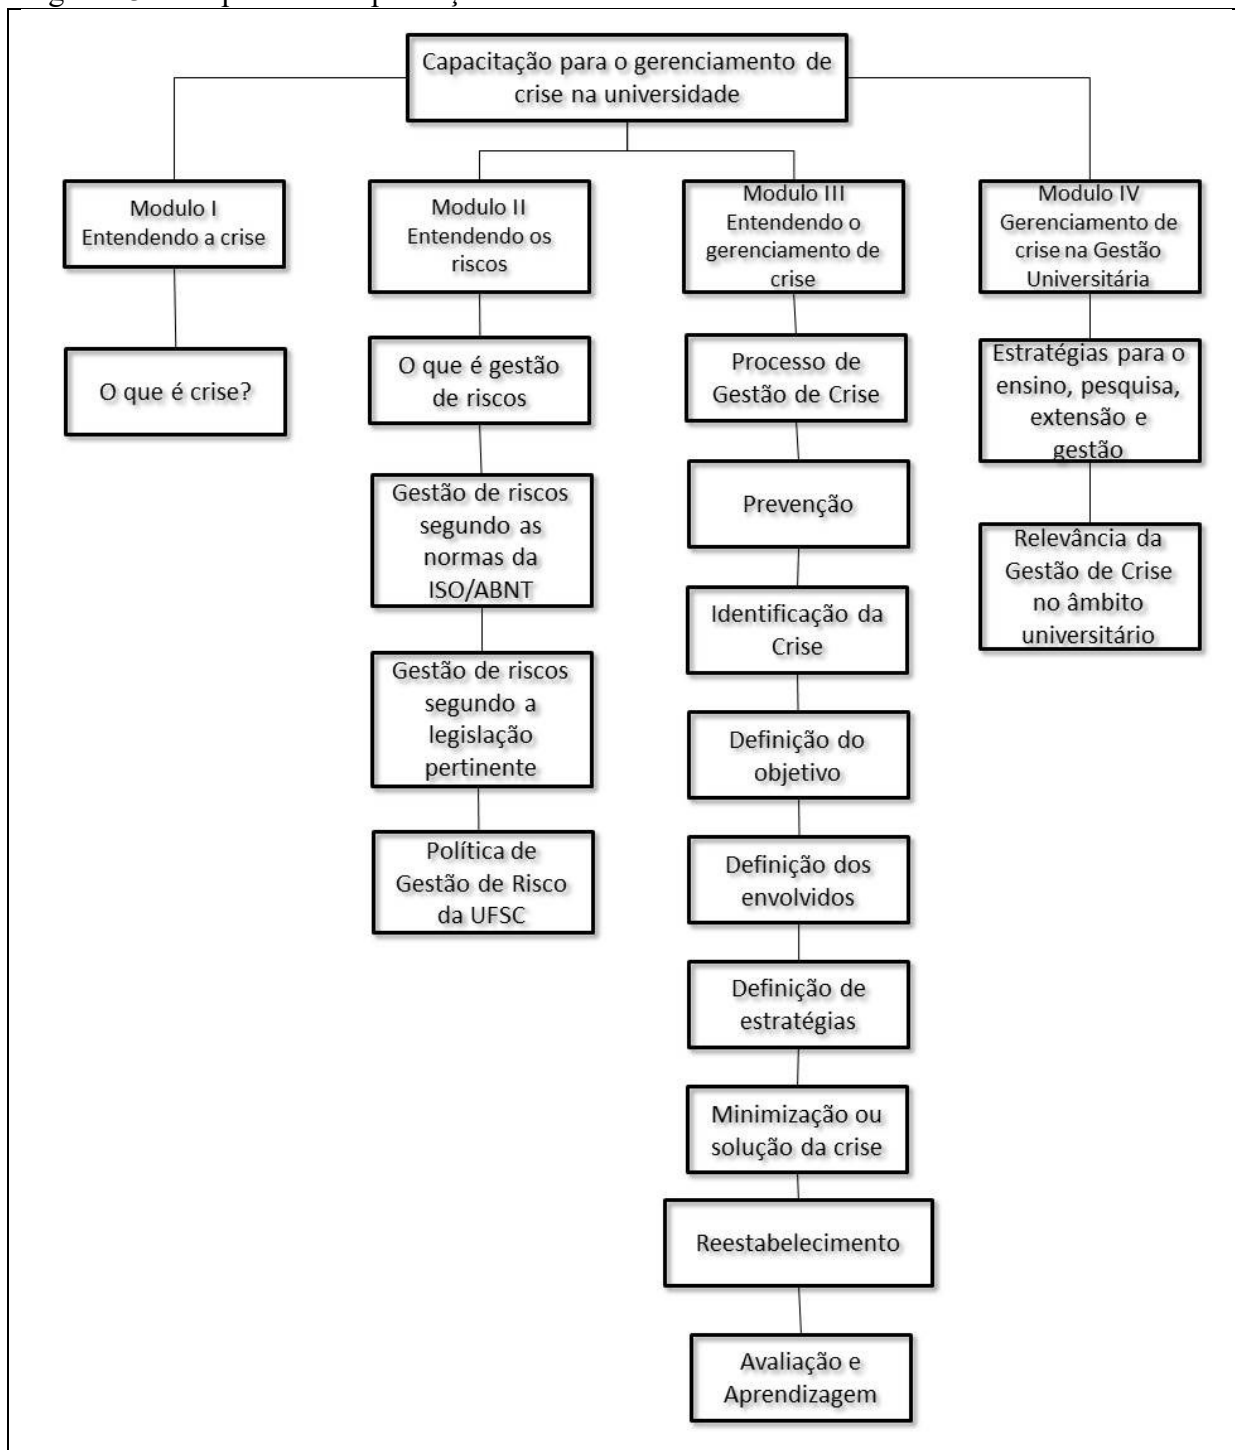 Capacitação para o gerenciamento de
crise na universidade
Modulo I
Entendendo a crise
O que é crise?
Modulo II
Entendendo os
riscos
O que é gestão
de riscos
Gestão de riscos
segundo as
normas da
ISO/ABNT
Gestão de riscos
segundo a
legislação
pertinente
Política de
Gestão de Risco
da UFSC
Modulo III
Entendendo o
gerenciamento de
crise
Processo de
Gestão de Crise
Prevenção
Identificação da
Crise
Definição do
objetivo
Definição dos
envolvidos
Definição de
estratégias
Minimização ou
solução da crise
Reestabelecimento
Avaliação e
Aprendizagem
Modulo IV
Gerenciamento de
crise na Gestão
Universitária
Estratégias para o
ensino, pesquisa,
extensão e
gestão
Relevância da
Gestão de Crise
no âmbito
universitário